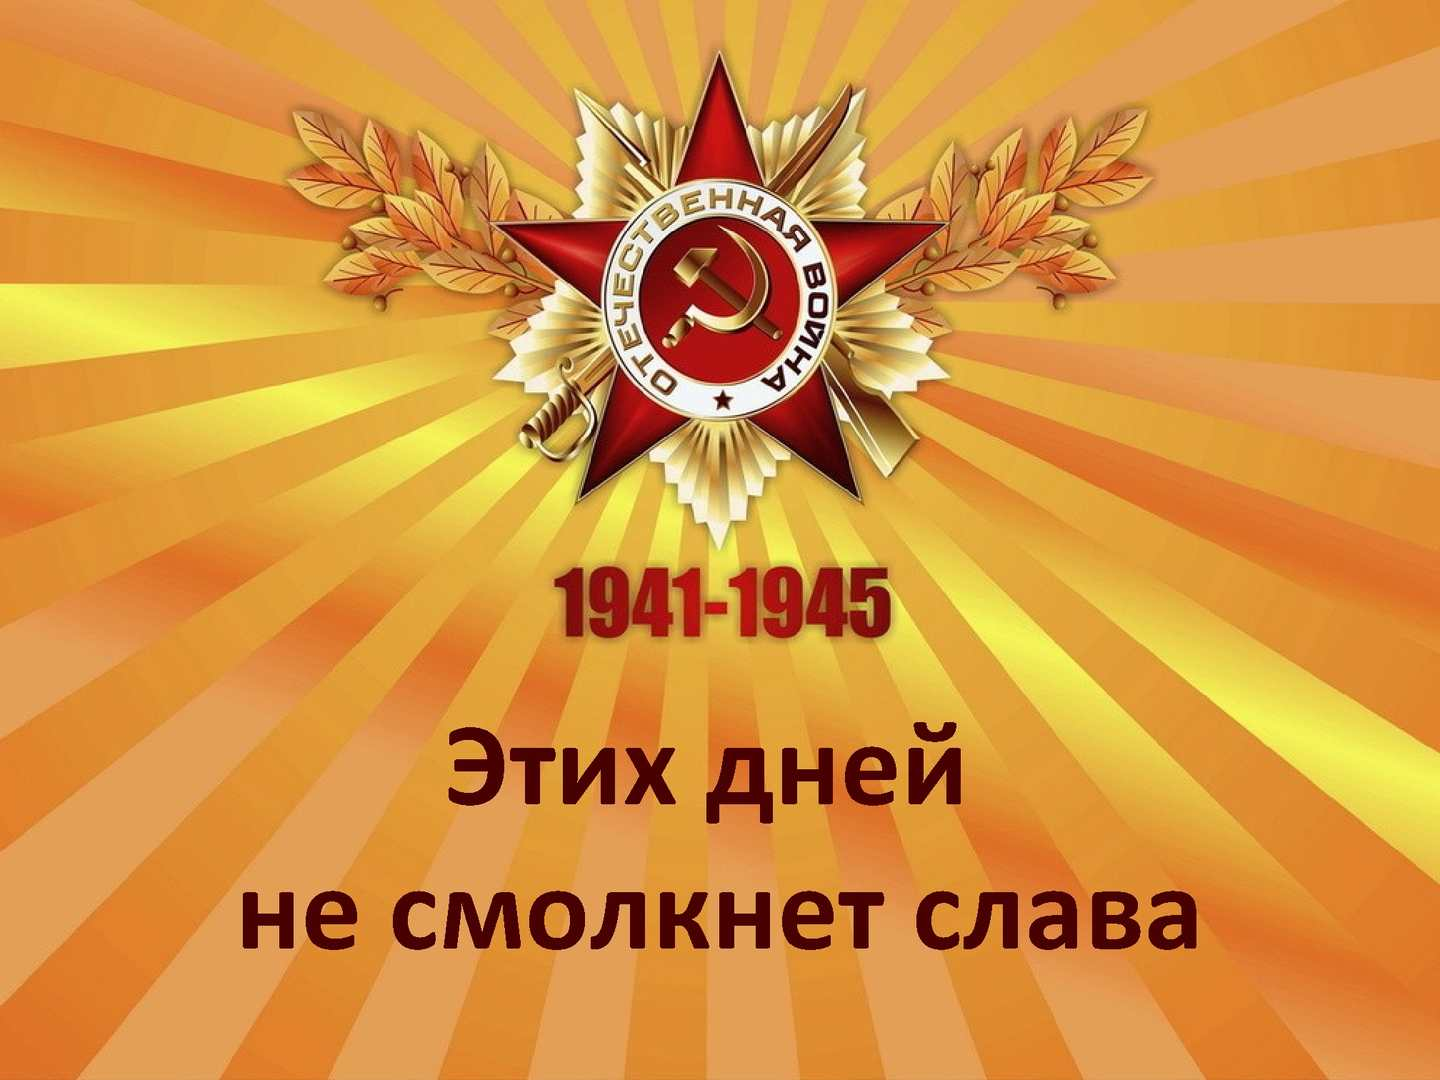 ОТЕЧЕСТВЕННАЯ ВОЙНА
1941-1945
Этих дней
не смолкнет слава